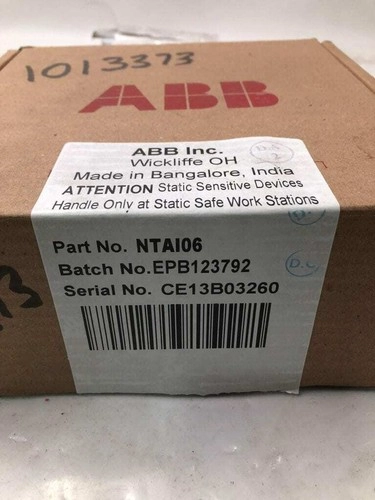 1013373
ABB
ABB Inc.
Wickliffe OH
Made in Bangalore, India
ATTENTION Static Sensitive Devices
Handle Only at Static Safe Work Stations
Part No. NTAI06
Batch No.EPB123792
Serial No. CE13B03260
D.C